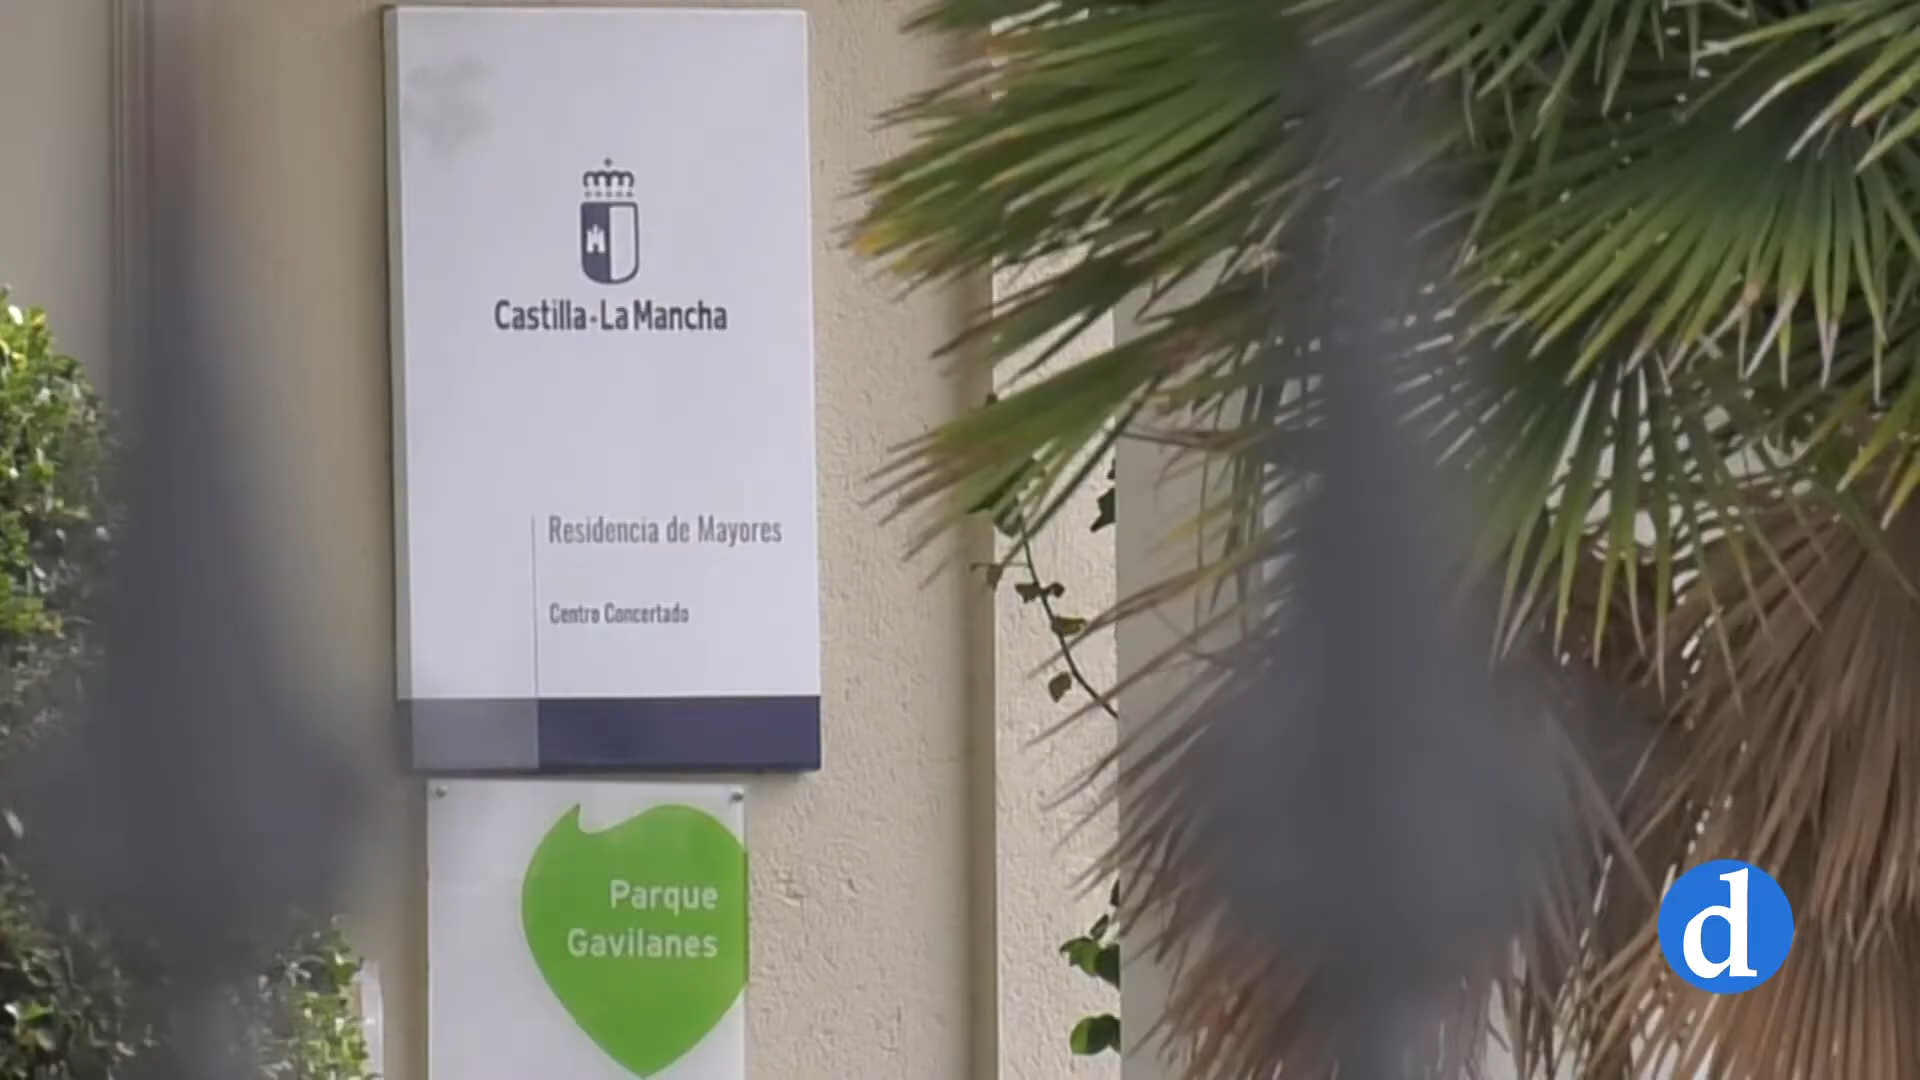 Castilla-La Mancha
Residencia de Mayores
Centro Concertado
Parque
Gavilanes
d